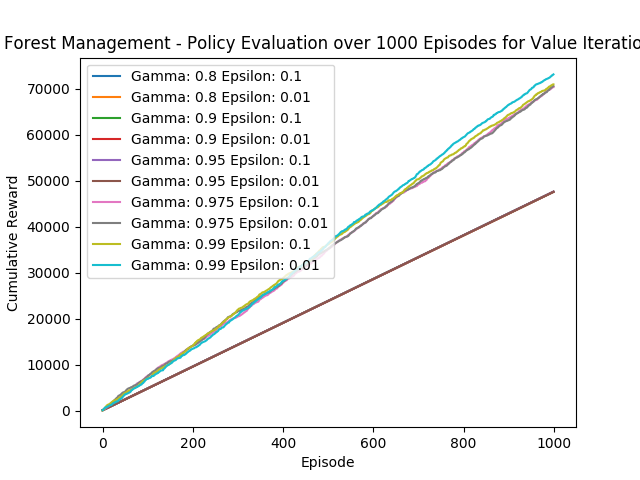 Forest Management - Policy Evaluation over 1000 Episodes for Value Iteratio
Gamma: 0.8 Epsilon: 0.1
Gamma: 0.8 Epsilon: 0.01
Gamma: 0.9 Epsilon: 0.1
Gamma: 0.9 Epsilon: 0.01
Gamma: 0.95 Epsilon: 0.1
Gamma: 0.95 Epsilon: 0.01
Gamma: 0.975 Epsilon: 0.1
Gamma: 0.975 Epsilon: 0.01
Gamma: 0.99 Epsilon: 0.1
Gamma: 0.99 Epsilon: 0.01
Cumulative Reward
70000
60000
50000
40000
30000
20000
10000
0
0 200 400 600 800 1000
Episode